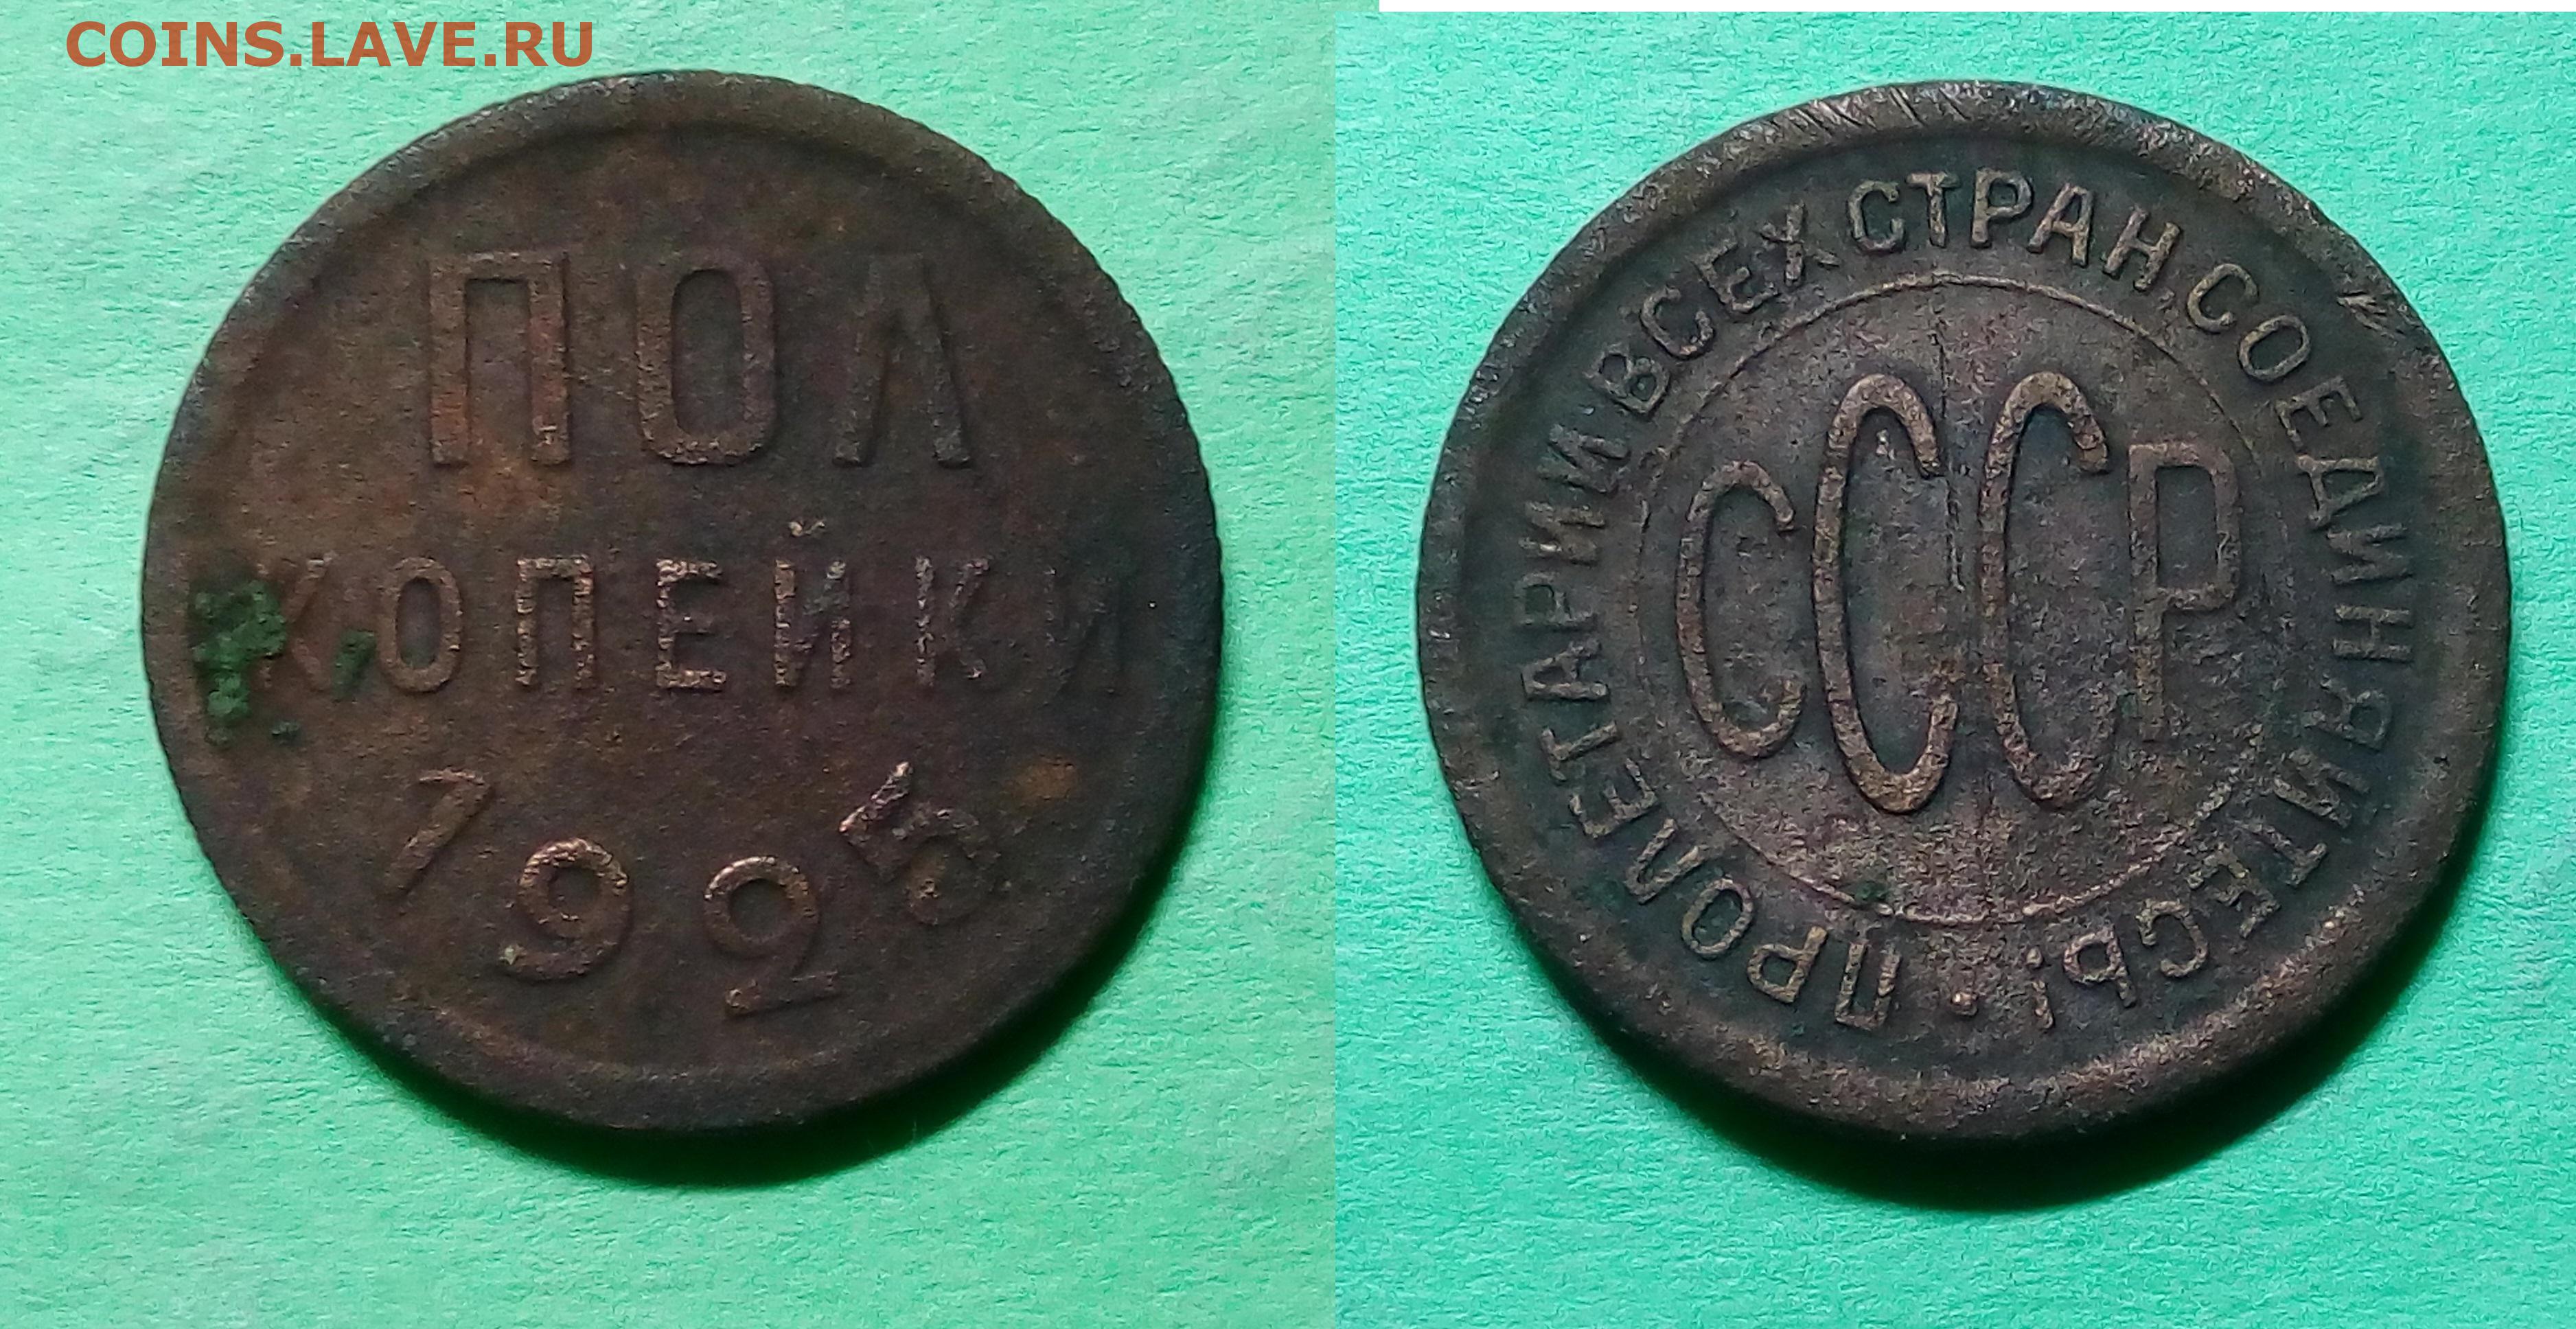 COINS.LAVE.RU
ПОЛ
КОПЕЙКИ
1925
ПРОЛЕТАРИИ ВСЕХ СТРАН, СОЕДИНЯЙТЕСЬ!
СССР